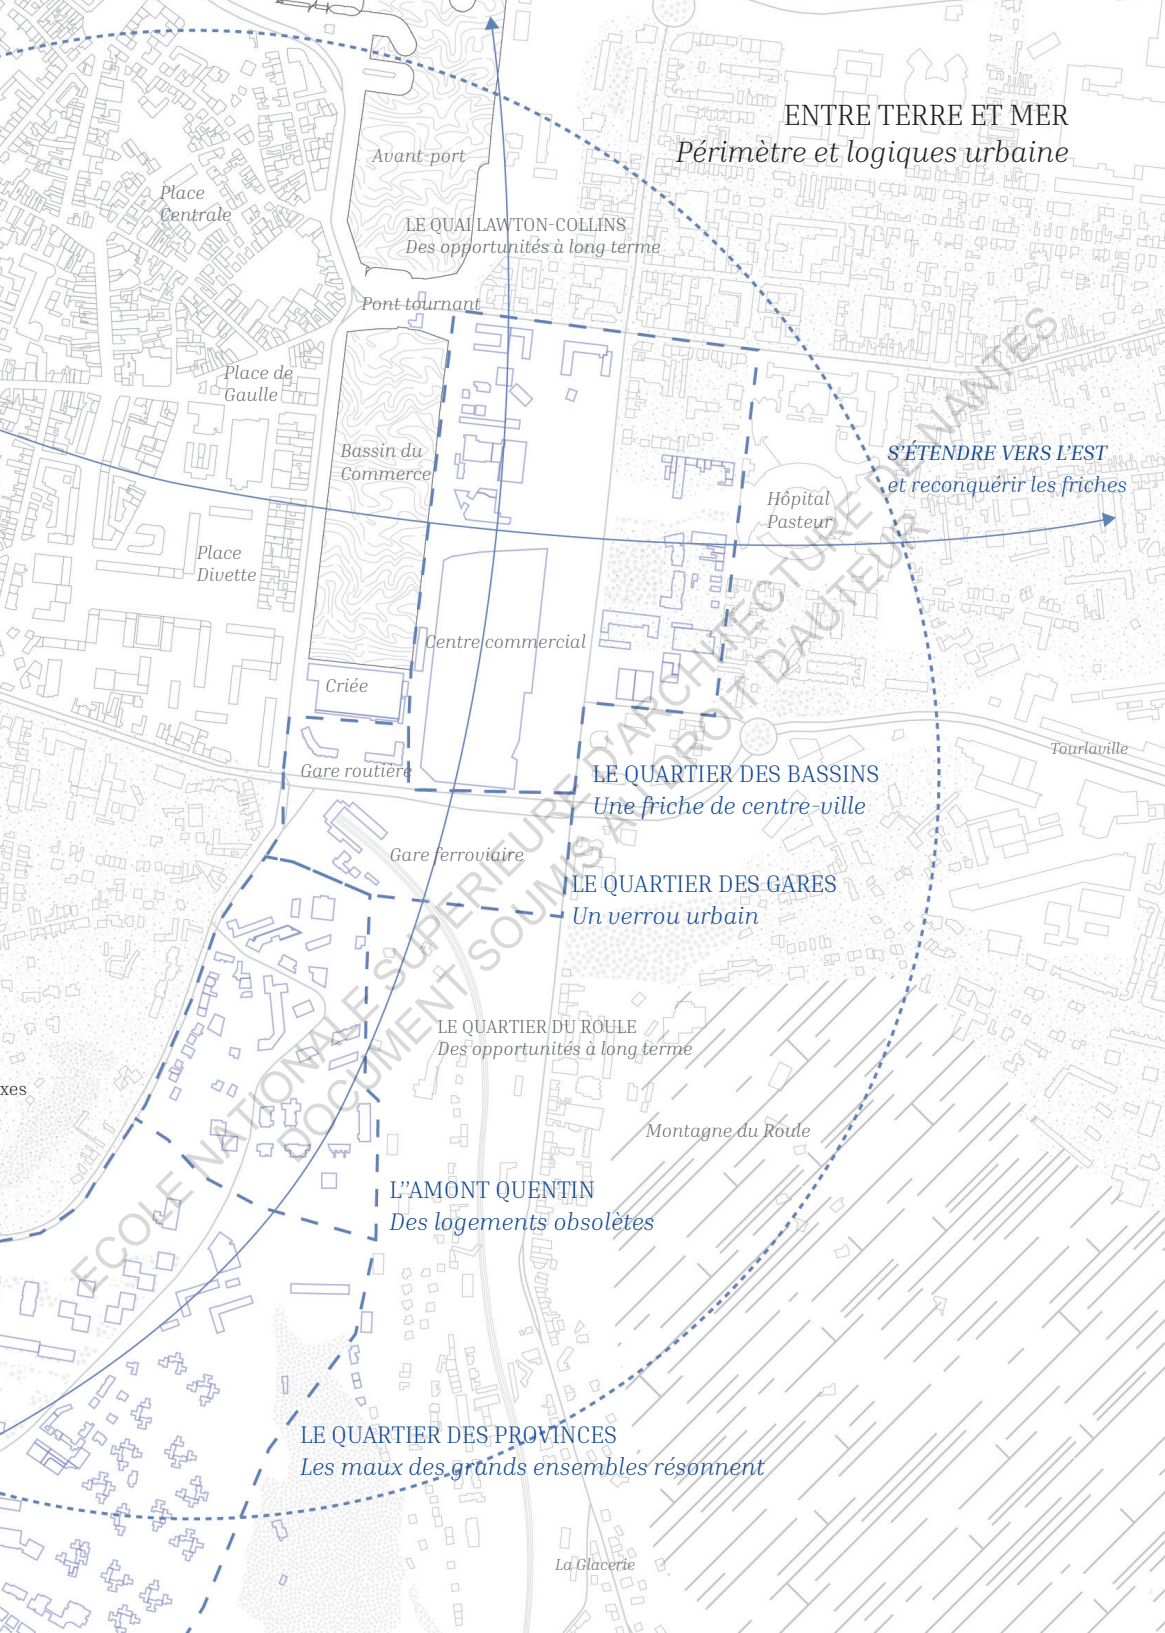 ENTRE TERRE ET MER
Périmètre et logiques urbaine
Avant-port
Place
Centrale
LE QUAI LAWTON-COLLINS
Des opportunités à long terme
Pont tournant
Place de
Gaulle
Bassin du
Commerce
S'ÉTENDRE VERS L'EST
et reconquérir les friches
Hôpital
Pasteur
Place
Divette
Centre commercial
Criée
Tourlaville
Gare routière
LE QUARTIER DES BASSINS
Une friche de centre-ville
Gare ferroviaire
LE QUARTIER DES GARES
Un verrou urbain
LE QUARTIER DU ROULE
Des opportunités à long terme
xes
Montagne du Roule
L''AMONT QUENTIN
Des logements obsolètes
LE QUARTIER DES PROVINCES
Les maux des grands ensembles résonnent
La Glacerie
ECOLE NATIONALE SUPERIEURE D'ARCHITECTURE DE NANTES
DOCUMENT SOUMIS AU DROIT D'AUTEUR